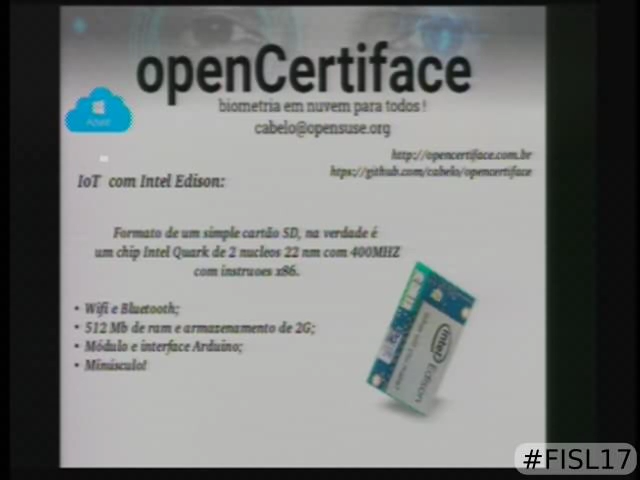 openCertiface
biometria em nuvem para todos !
cabelo@opensuse.org
Azure
http://opencertiface.com.br
https://github.com/cabelo/opencertiface
IoT com Intel Edison:
Formato de um simple cartão SD, na verdade é
um chip Intel Quark de 2 nucleos 22 nm com 400MHZ
com instruoes x86.
• Wifi e Bluetooth;
• 512 Mb de ram e armazenamento de 2G;
• Módulo e interface Arduino;
• Minúsculo!
intel
Edison
#FISL17